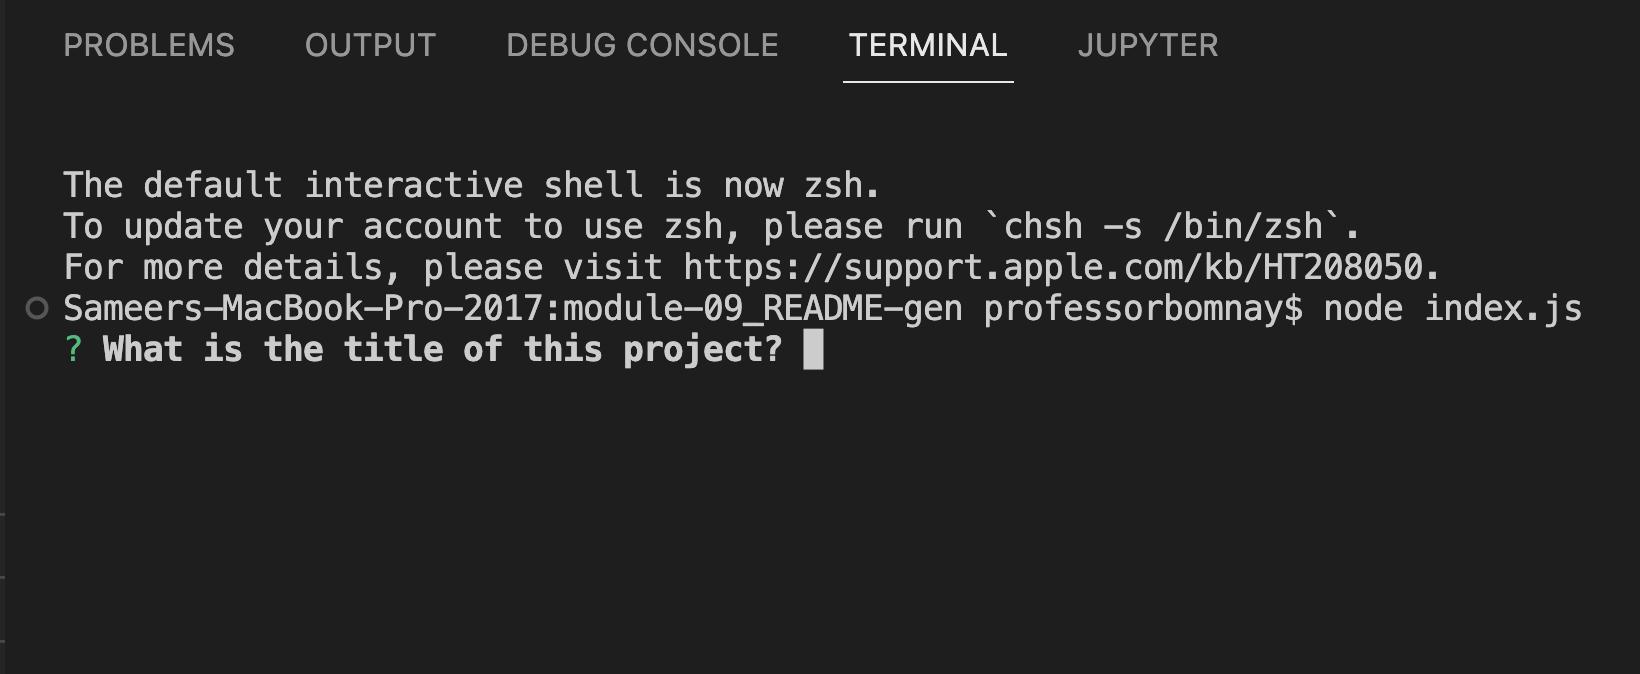 PROBLEMS OUTPUT DEBUG CONSOLE TERMINAL JUPYTER
The default interactive shell is now zsh.
To update your account to use zsh, please run `chsh -s /bin/zsh`.
For more details, please visit https://support.apple.com/kb/HT208050.
Sameers-MacBook-Pro-2017:module-09_README-gen professorbomnay$ node index.js
? What is the title of this project?